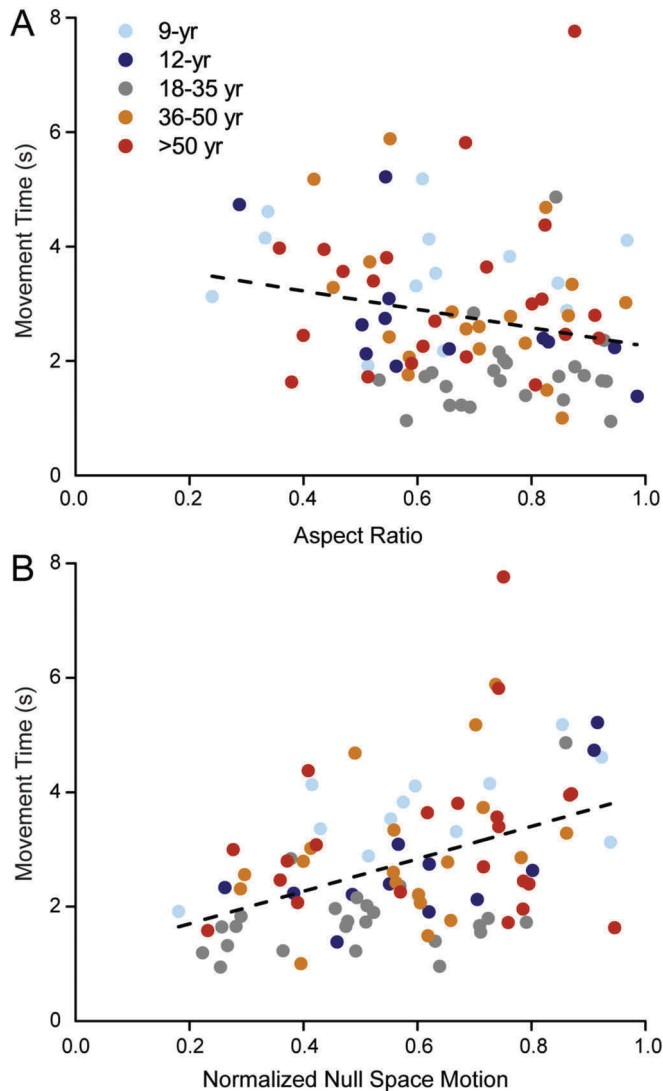 A
8
9-yr
12-yr
18-35 yr
36-50 yr
>50 yr
6
4
2
0
Movement Time (s)
0.0 0.2 0.4 0.6 0.8 1.0
Aspect Ratio
B
8
6
4
2
0
Movement Time (s)
0.0 0.2 0.4 0.6 0.8 1.0
Normalized Null Space Motion